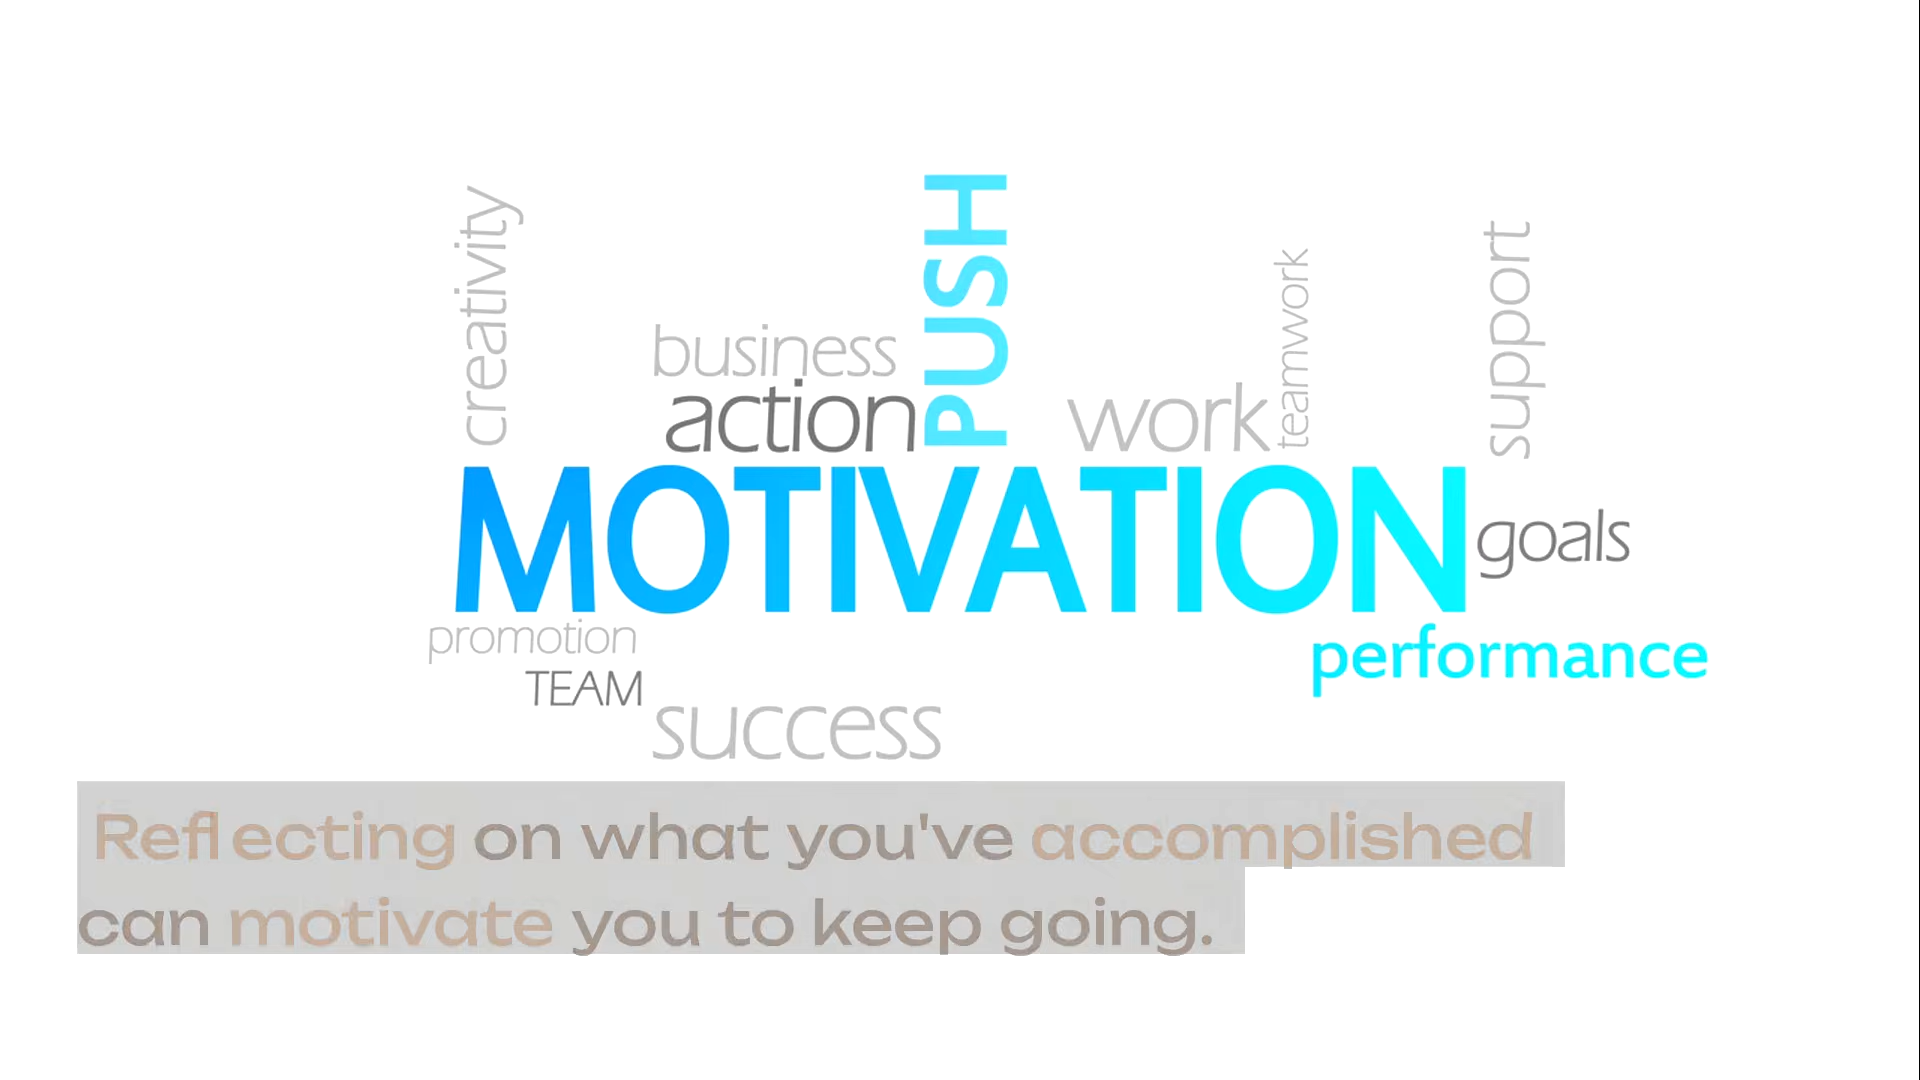 creativity
PUSH
support
teamwork
business
action
work
MOTIVATION
goals
promotion
performance
TEAM
success
Reflecting on what you've accomplished
can motivate you to keep going.